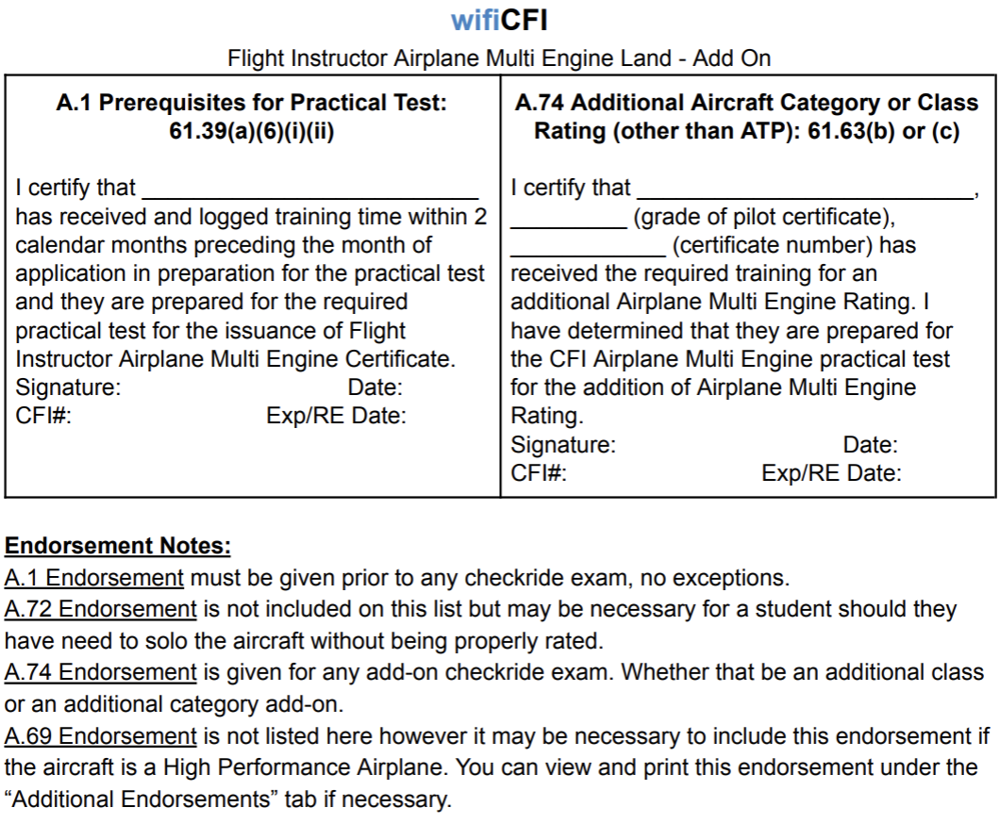 wifiCFI
Flight Instructor Airplane Multi Engine Land - Add On
A.1 Prerequisites for Practical Test:
61.39(a)(6)(i)(ii)
I certify that ___________________________
has received and logged training time within 2
calendar months preceding the month of
application in preparation for the practical test
and they are prepared for the required
practical test for the issuance of Flight
Instructor Airplane Multi Engine Certificate.
Signature: Date:
CFI#: Exp/RE Date:
A.74 Additional Aircraft Category or Class
Rating (other than ATP): 61.63(b) or (c)
I certify that ___________________________,
_________ (grade of pilot certificate),
____________ (certificate number) has
received the required training for an
additional Airplane Multi Engine Rating. I
have determined that they are prepared for
the CFI Airplane Multi Engine practical test
for the addition of Airplane Multi Engine
Rating.
Signature: Date:
CFI#: Exp/RE Date:
Endorsement Notes:
A.1 Endorsement must be given prior to any checkride exam, no exceptions.
A.72 Endorsement is not included on this list but may be necessary for a student should they
have need to solo the aircraft without being properly rated.
A.74 Endorsement is given for any add-on checkride exam. Whether that be an additional class
or an additional category add-on.
A.69 Endorsement is not listed here however it may be necessary to include this endorsement if
the aircraft is a High Performance Airplane. You can view and print this endorsement under the
“Additional Endorsements” tab if necessary.